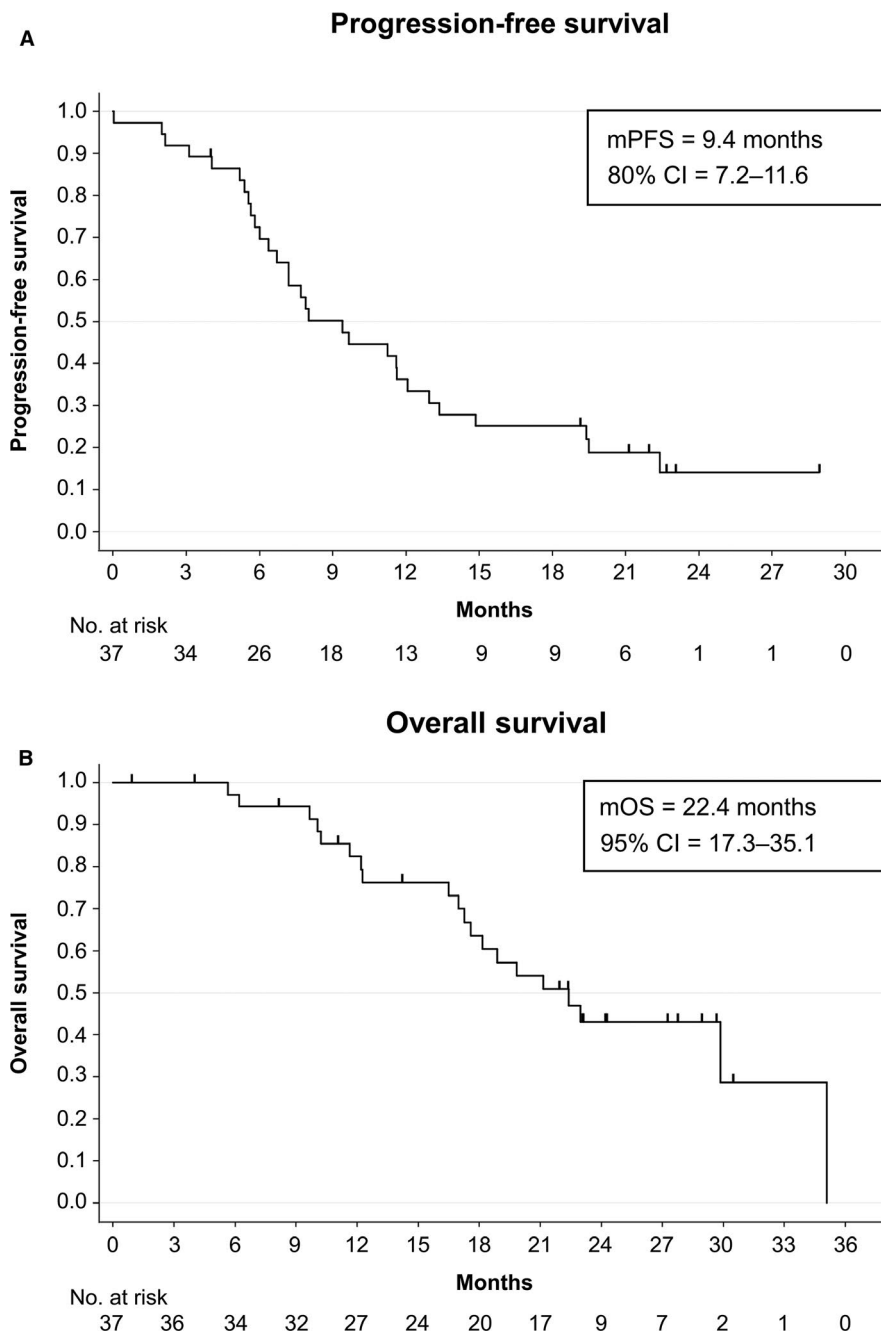 A
Progression-free survival
mPFS = 9.4 months
80% CI = 7.2–11.6
Progression-free survival
1.0
0.9
0.8
0.7
0.6
0.5
0.4
0.3
0.2
0.1
0.0
0 3 6 9 12 15 18 21 24 27 30
Months
No. at risk
37 34 26 18 13 9 9 6 1 1 0
Overall survival
B
mOS = 22.4 months
95% CI = 17.3–35.1
Overall survival
1.0
0.9
0.8
0.7
0.6
0.5
0.4
0.3
0.2
0.1
0.0
0 3 6 9 12 15 18 21 24 27 30 33 36
Months
No. at risk
37 36 34 32 27 24 20 17 9 7 2 1 0